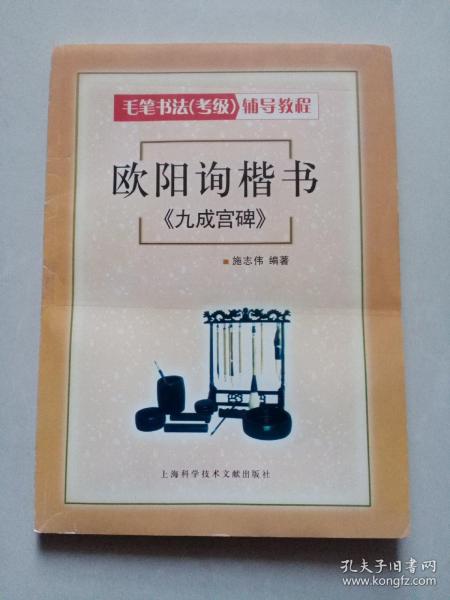 毛笔书法(考级)辅导教程
欧阳询楷书
《九成宫碑》
施志伟 编著
上海科学技术文献出版社
孔夫子旧书网
www.kongfz.com